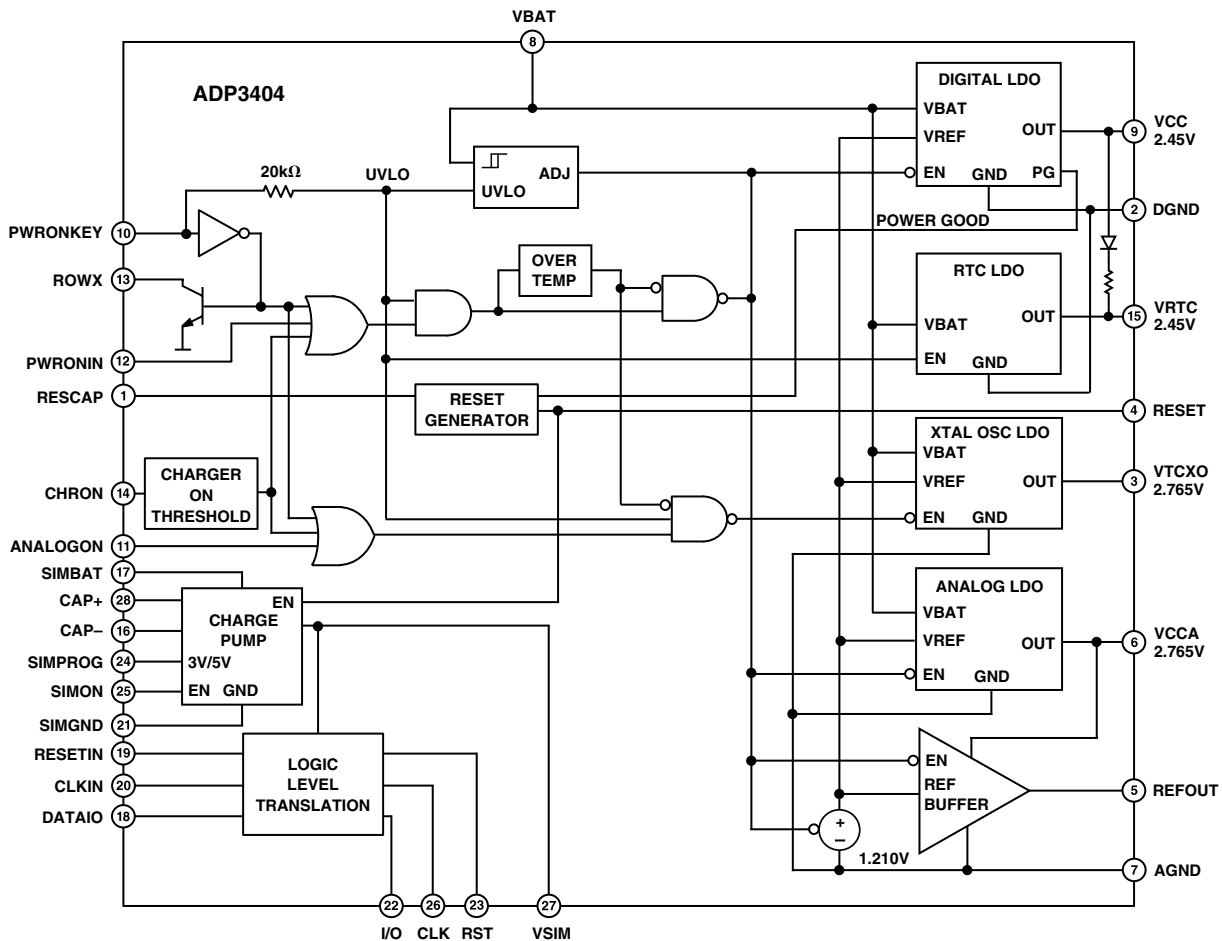 VBAT
8
ADP3404
DIGITAL LDO
VBAT
VREF
OUT
EN
GND
PG
9
VCC
2.45V
20kΩ
UVLO
UVLO
ADJ
POWER GOOD
2
DGND
PWRONKEY
10
ROWX
13
OVER
TEMP
RTC LDO
VBAT
OUT
EN
GND
15
VRTC
2.45V
PWRONIN
12
RESCAP
1
RESET
GENERATOR
4
RESET
XTAL OSC LDO
VBAT
VREF
OUT
EN
GND
3
VTCXO
2.765V
CHRON
14
CHARGER
ON
THRESHOLD
ANALOGON
11
SIMBAT
17
CAP+
28
CAP–
16
SIMPROG
24
SIMON
25
SIMGND
21
EN
CHARGE
PUMP
3V/5V
EN
GND
ANALOG LDO
VBAT
VREF
OUT
EN
GND
6
VCCA
2.765V
RESETIN
19
CLKIN
20
DATAIO
18
LOGIC
LEVEL
TRANSLATION
EN
REF
BUFFER
5
REFOUT
+
–
1.210V
7
AGND
22
26
23
27
I/O
CLK
RST
VSIM